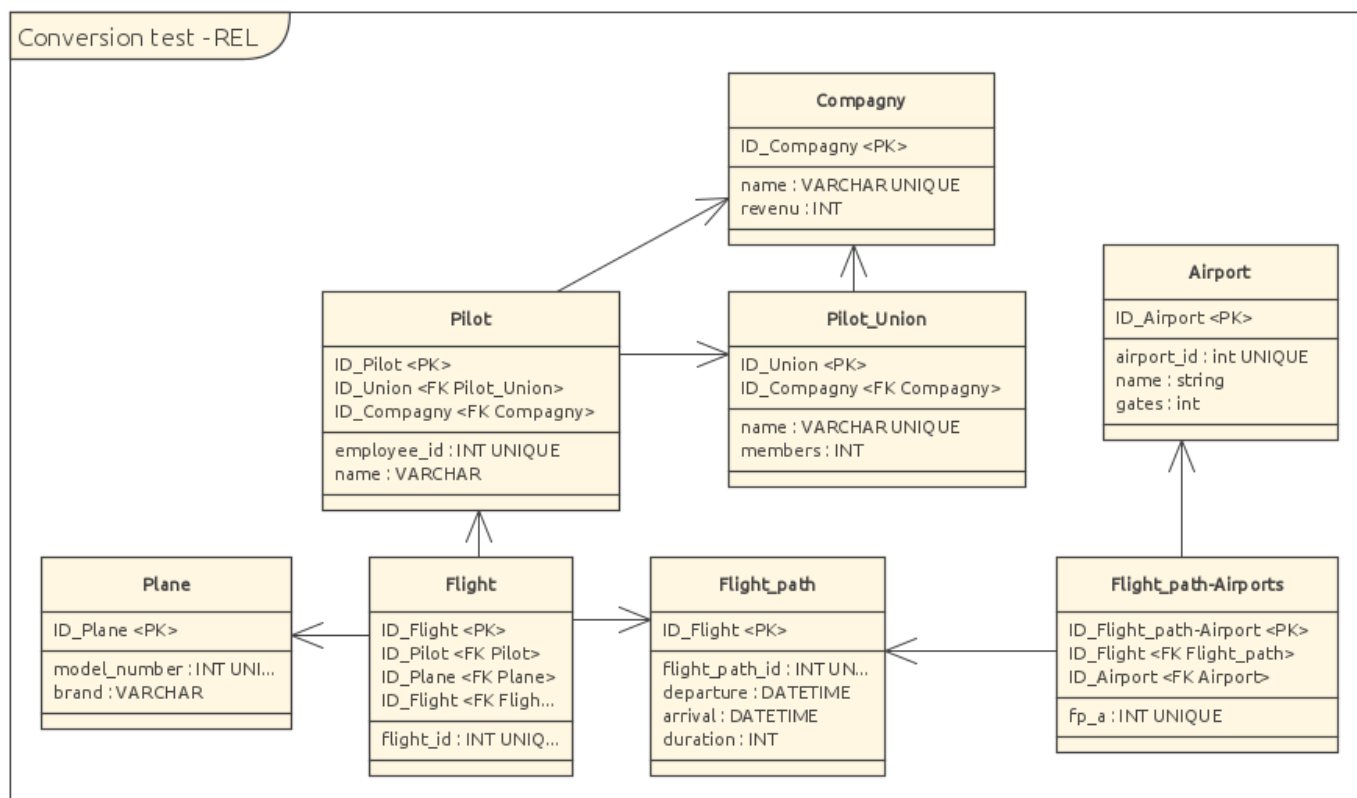 Conversion test - REL
Compagny
ID_Compagny <PK>
name : VARCHAR UNIQUE
revenu : INT
Airport
ID_Airport <PK>
airport_id : int UNIQUE
name : string
gates : int
Pilot
ID_Pilot <PK>
ID_Union <FK Pilot_Union>
ID_Compagny <FK Compagny>
employee_id : INT UNIQUE
name : VARCHAR
Pilot_Union
ID_Union <PK>
ID_Compagny <FK Compagny>
name : VARCHAR UNIQUE
members : INT
Plane
ID_Plane <PK>
model_number : INT UNI...
brand : VARCHAR
Flight
ID_Flight <PK>
ID_Pilot <FK Pilot>
ID_Plane <FK Plane>
ID_Flight <FK Fligh...
flight_id : INT UNIQ...
Flight_path
ID_Flight <PK>
flight_path_id : INT UN...
departure : DATETIME
arrival : DATETIME
duration : INT
Flight_path-Airports
ID_Flight_path-Airport <PK>
ID_Flight <FK Flight_path>
ID_Airport <FK Airport>
fp_a : INT UNIQUE